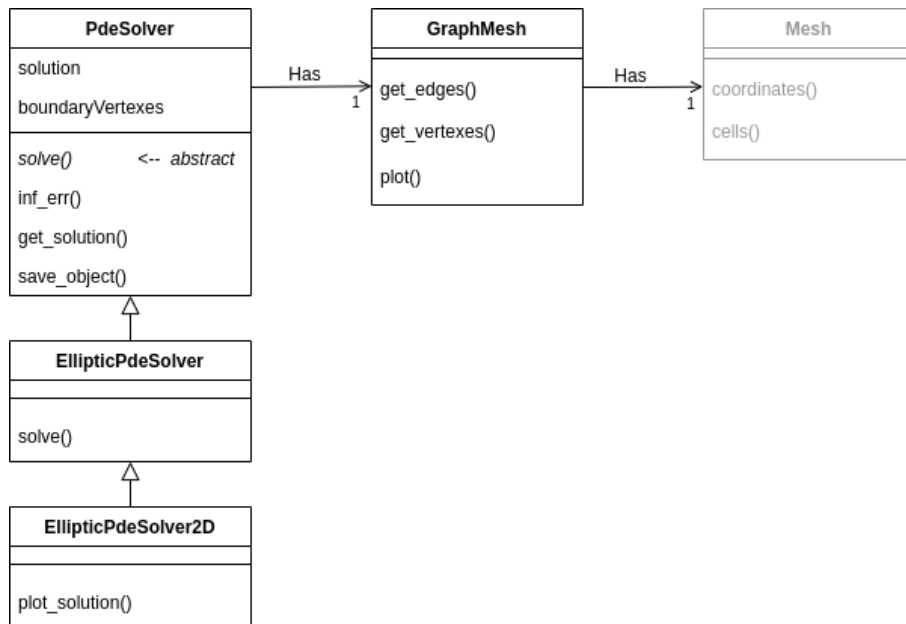 PdeSolver
solution
boundaryVertexes
solve() <-- abstract
inf_err()
get_solution()
save_object()
Has
1
GraphMesh
get_edges()
get_vertexes()
plot()
Has
1
Mesh
coordinates()
cells()
EllipticPdeSolver
solve()
EllipticPdeSolver2D
plot_solution()